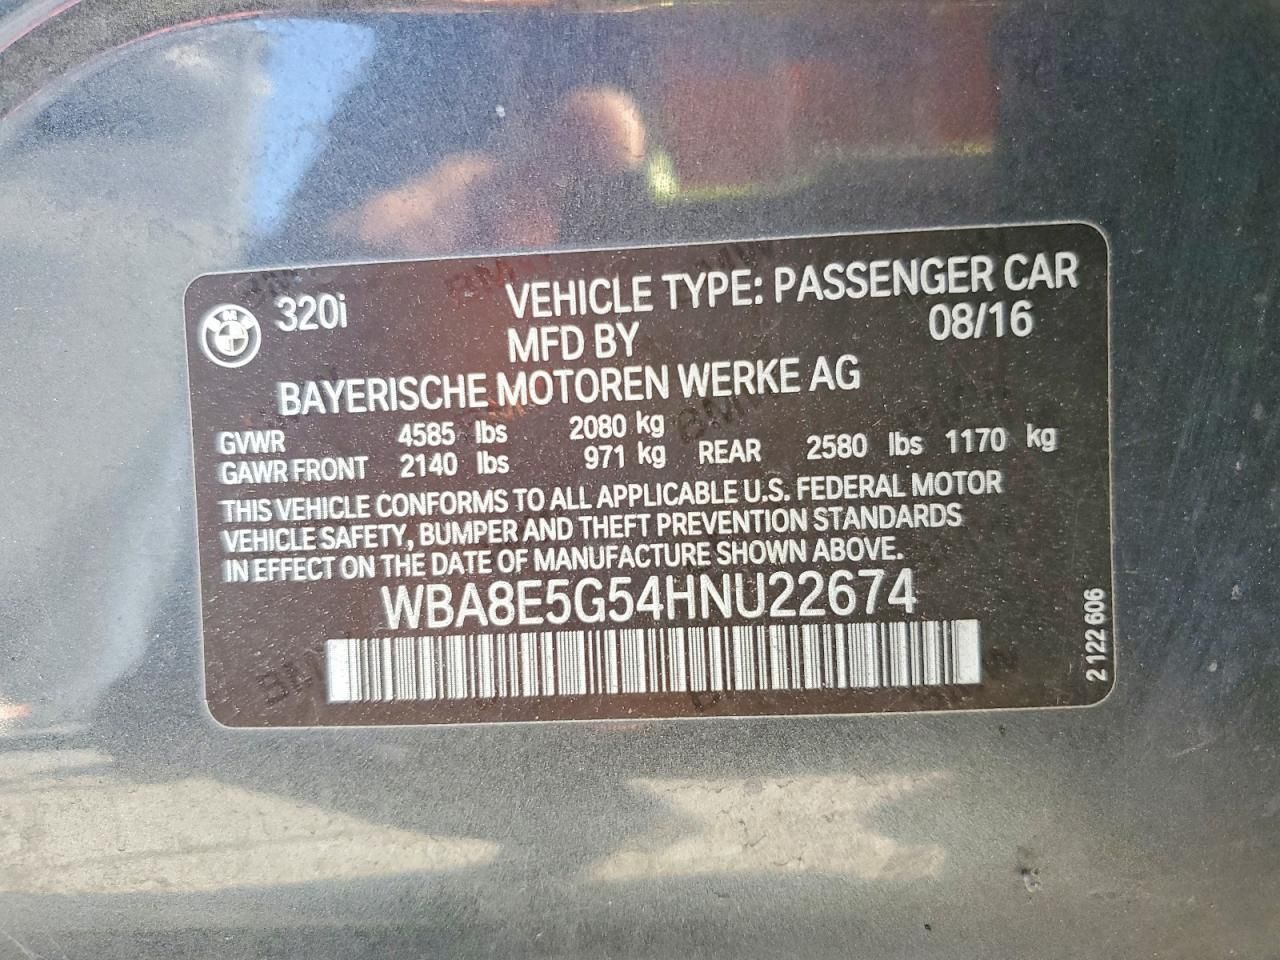 320i VEHICLE TYPE: PASSENGER CAR
MFD BY 08/16
BAYERISCHE MOTOREN WERKE AG
GVWR 4585 lbs 2080 kg
GAWR FRONT 2140 lbs 971 kg REAR 2580 lbs 1170 kg
THIS VEHICLE CONFORMS TO ALL APPLICABLE U.S. FEDERAL MOTOR
VEHICLE SAFETY, BUMPER AND THEFT PREVENTION STANDARDS
IN EFFECT ON THE DATE OF MANUFACTURE SHOWN ABOVE.
WBA8E5G54HNU22674
2 122 606